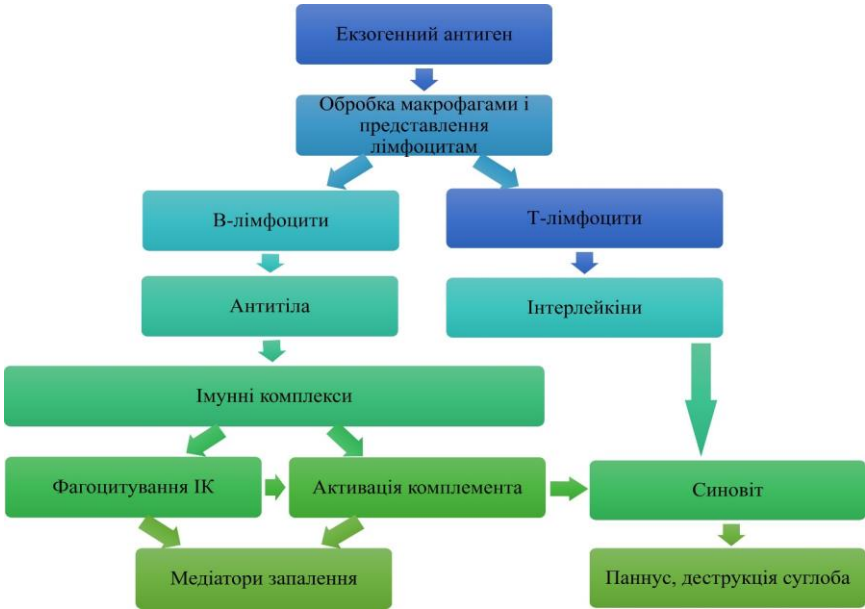 Екзогенний антиген
Обробка макрофагами і
представлення
лімфоцитам
В-лімфоцити
Т-лімфоцити
Антитіла
Інтерлейкіни
Імунні комплекси
Фагоцитування ІК
Активація комплемента
Синовіт
Медіатори запалення
Паннус, деструкція суглоба